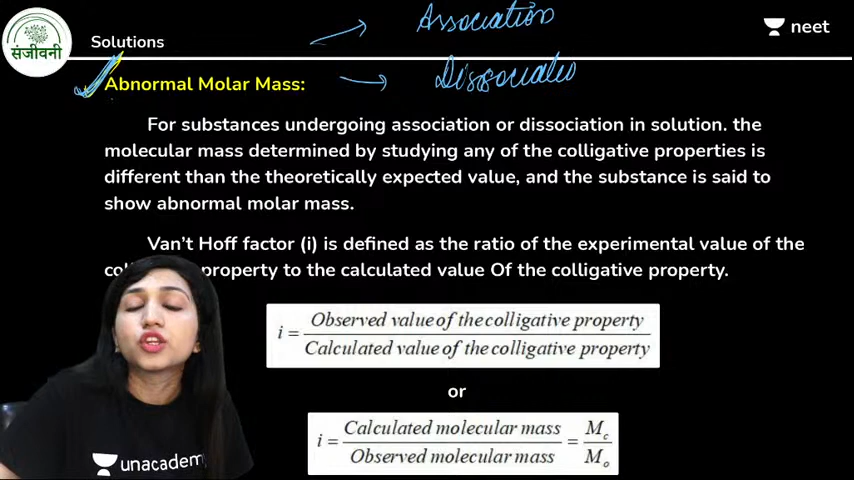 Association
Solutions
neet
संजीवनी
Dissociatio
Abnormal Molar Mass:
For substances undergoing association or dissociation in solution. the
molecular mass determined by studying any of the colligative properties is
different than the theoretically expected value, and the substance is said to
show abnormal molar mass.
Van't Hoff factor (i) is defined as the ratio of the experimental value of the
property to the calculated value Of the colligative property.
i = Observed value of the colligative property
Calculated value of the colligative property
or
i = Calculated molecular mass = Mc
Observed molecular mass Mo
unacademy